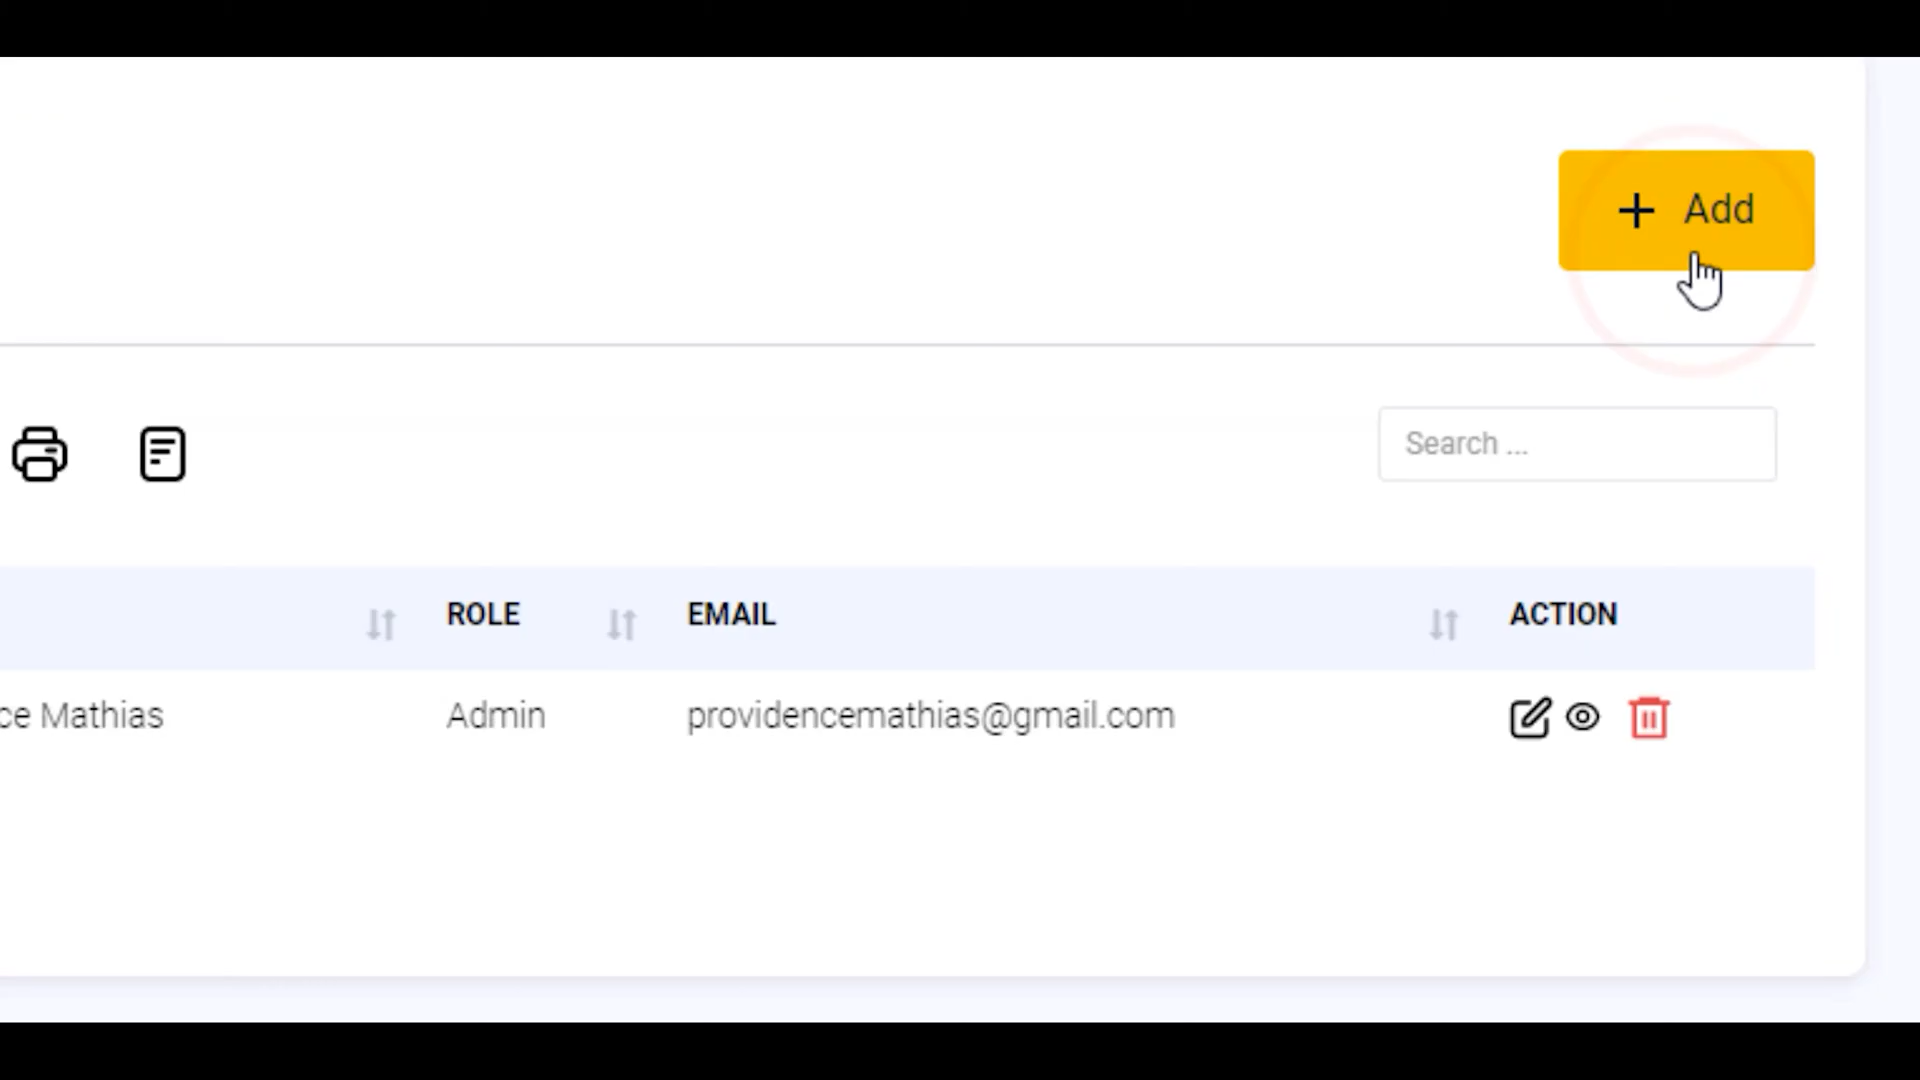 + Add
Search ...
ROLE EMAIL ACTION
ce Mathias Admin providencemathias@gmail.com